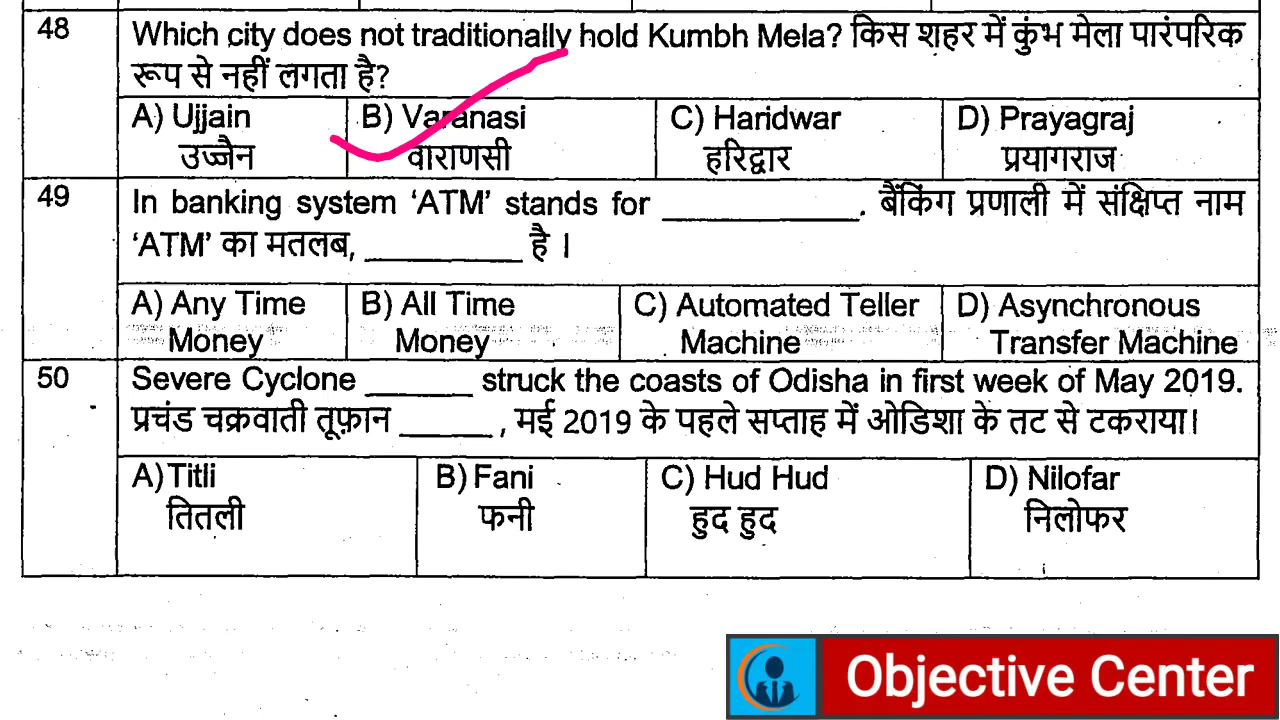 48
Which city does not traditionally hold Kumbh Mela? किस शहर में कुंभ मेला पारंपरिक
रूप से नहीं लगता है?
A) Ujjain
उज्जैन
B) Varanasi
वाराणसी
C) Haridwar
हरिद्वार
D) Prayagraj
प्रयागराज
49
In banking system ‘ATM’ stands for ____________. बैंकिंग प्रणाली में संक्षिप्त नाम
‘ATM’ का मतलब, __________ है ।
A) Any Time
Money
B) All Time
Money
C) Automated Teller
Machine
D) Asynchronous
Transfer Machine
50
Severe Cyclone _______ struck the coasts of Odisha in first week of May 2019.
प्रचंड चक्रवाती तूफ़ान ______ , मई 2019 के पहले सप्ताह में ओडिशा के तट से टकराया।
A) Titli
तितली
B) Fani
फनी
C) Hud Hud
हुद हुद
D) Nilofar
निलोफर
Objective Center